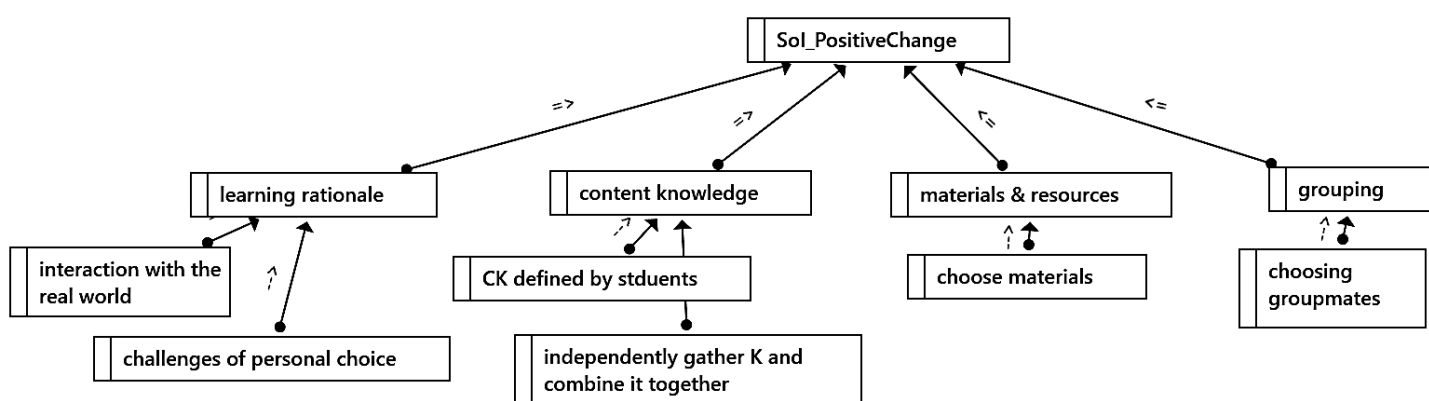 SoI_PositiveChange
=>
=>
<=
<=
learning rationale
content knowledge
materials & resources
grouping
interaction with the
real world
CK defined by stduents
choose materials
choosing
groupmates
challenges of personal choice
independently gather K and
combine it together